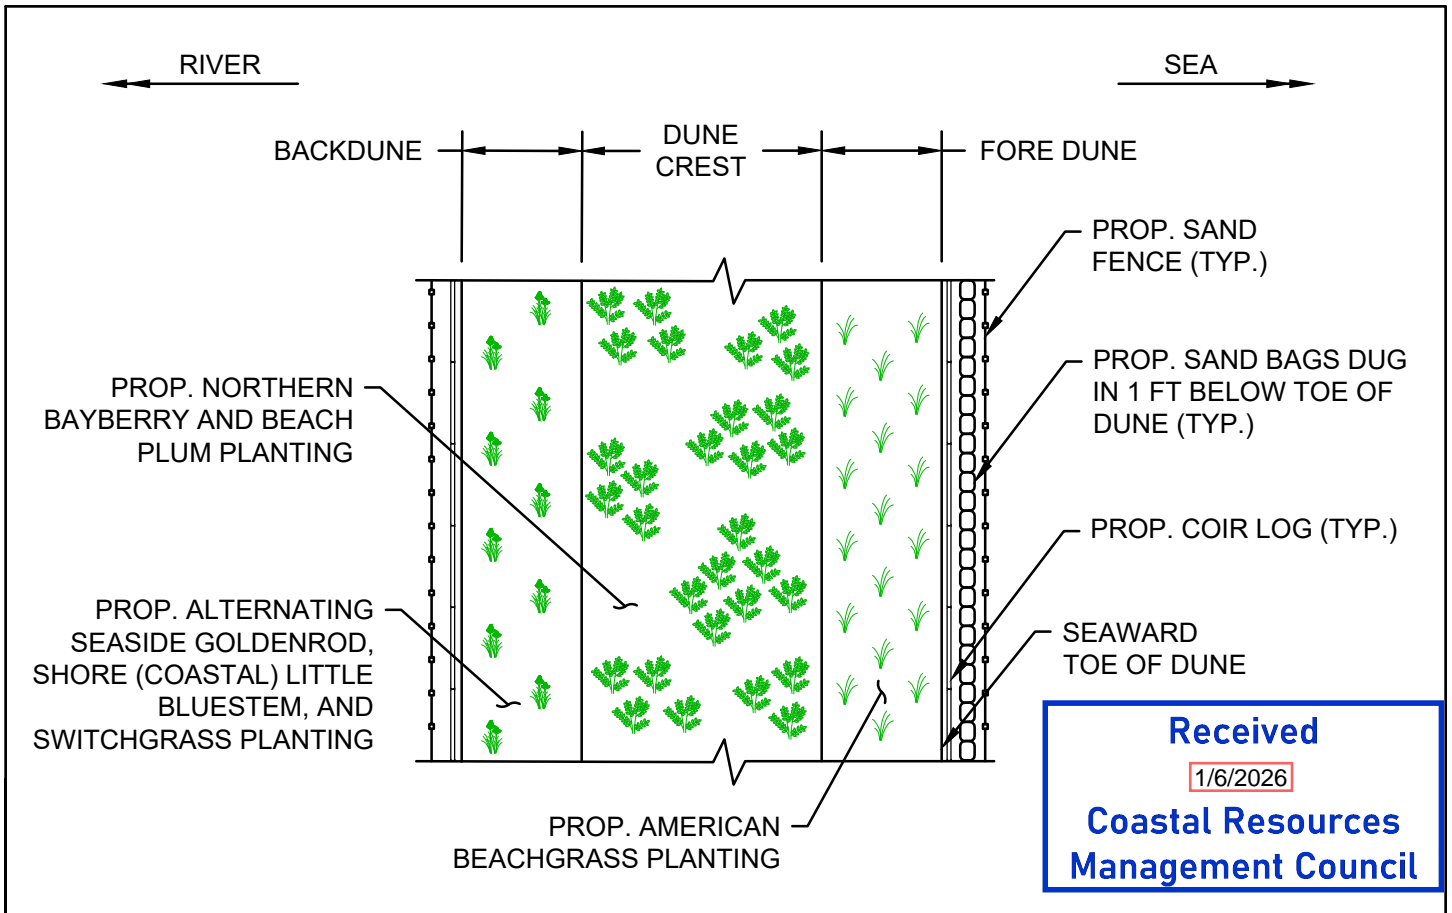 RIVER
SEA
BACKDUNE
DUNE
CREST
FORE DUNE
PROP. SAND
FENCE (TYP.)
PROP. SAND BAGS DUG
IN 1 FT BELOW TOE OF
DUNE (TYP.)
PROP. NORTHERN
BAYBERRY AND BEACH
PLUM PLANTING
PROP. COIR LOG (TYP.)
PROP. ALTERNATING
SEASIDE GOLDENROD,
SHORE (COASTAL) LITTLE
BLUESTEM, AND
SWITCHGRASS PLANTING
SEAWARD
TOE OF DUNE
PROP. AMERICAN
BEACHGRASS PLANTING
Received
1/6/2026
Coastal Resources
Management Council